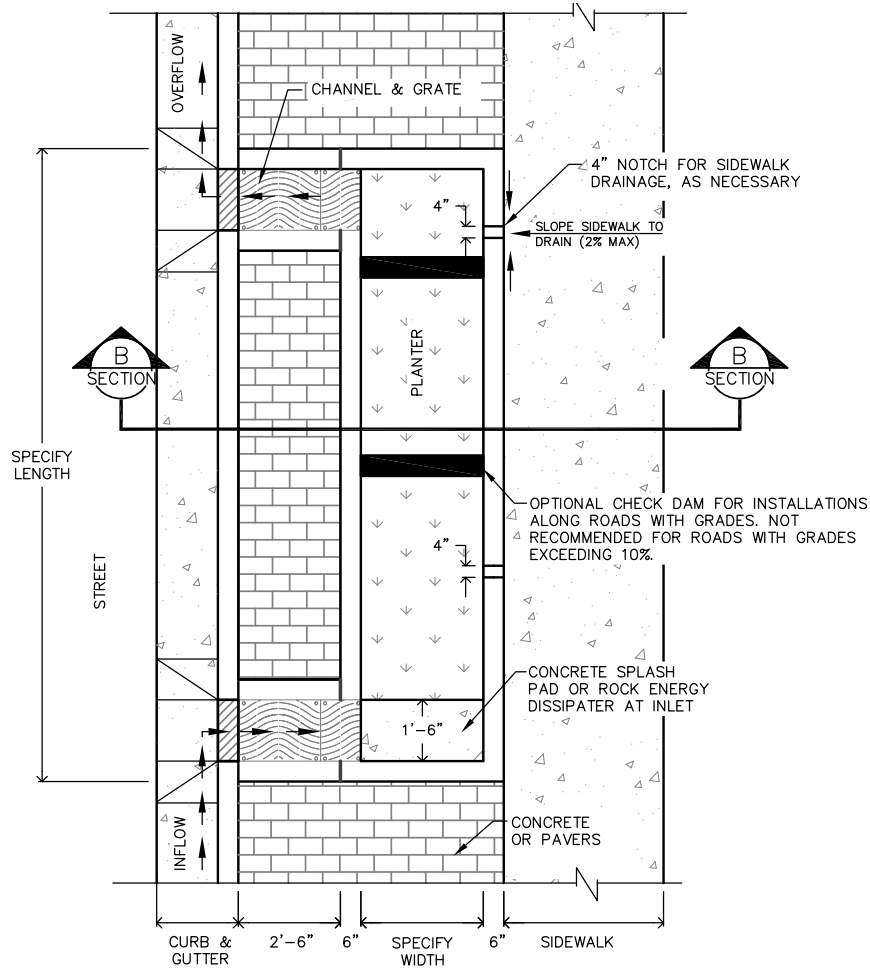 OVERFLOW
CHANNEL & GRATE
4” NOTCH FOR SIDEWALK
DRAINAGE, AS NECESSARY
4”
SLOPE SIDEWALK TO
DRAIN (2% MAX)
B
SECTION
PLANTER
B
SECTION
SPECIFY
LENGTH
OPTIONAL CHECK DAM FOR INSTALLATIONS
ALONG ROADS WITH GRADES. NOT
RECOMMENDED FOR ROADS WITH GRADES
EXCEEDING 10%.
4”
STREET
CONCRETE SPLASH
PAD OR ROCK ENERGY
DISSIPATER AT INLET
1’-6”
INFLOW
CONCRETE
OR PAVERS
CURB &
GUTTER
2’-6”
6”
SPECIFY
WIDTH
6”
SIDEWALK